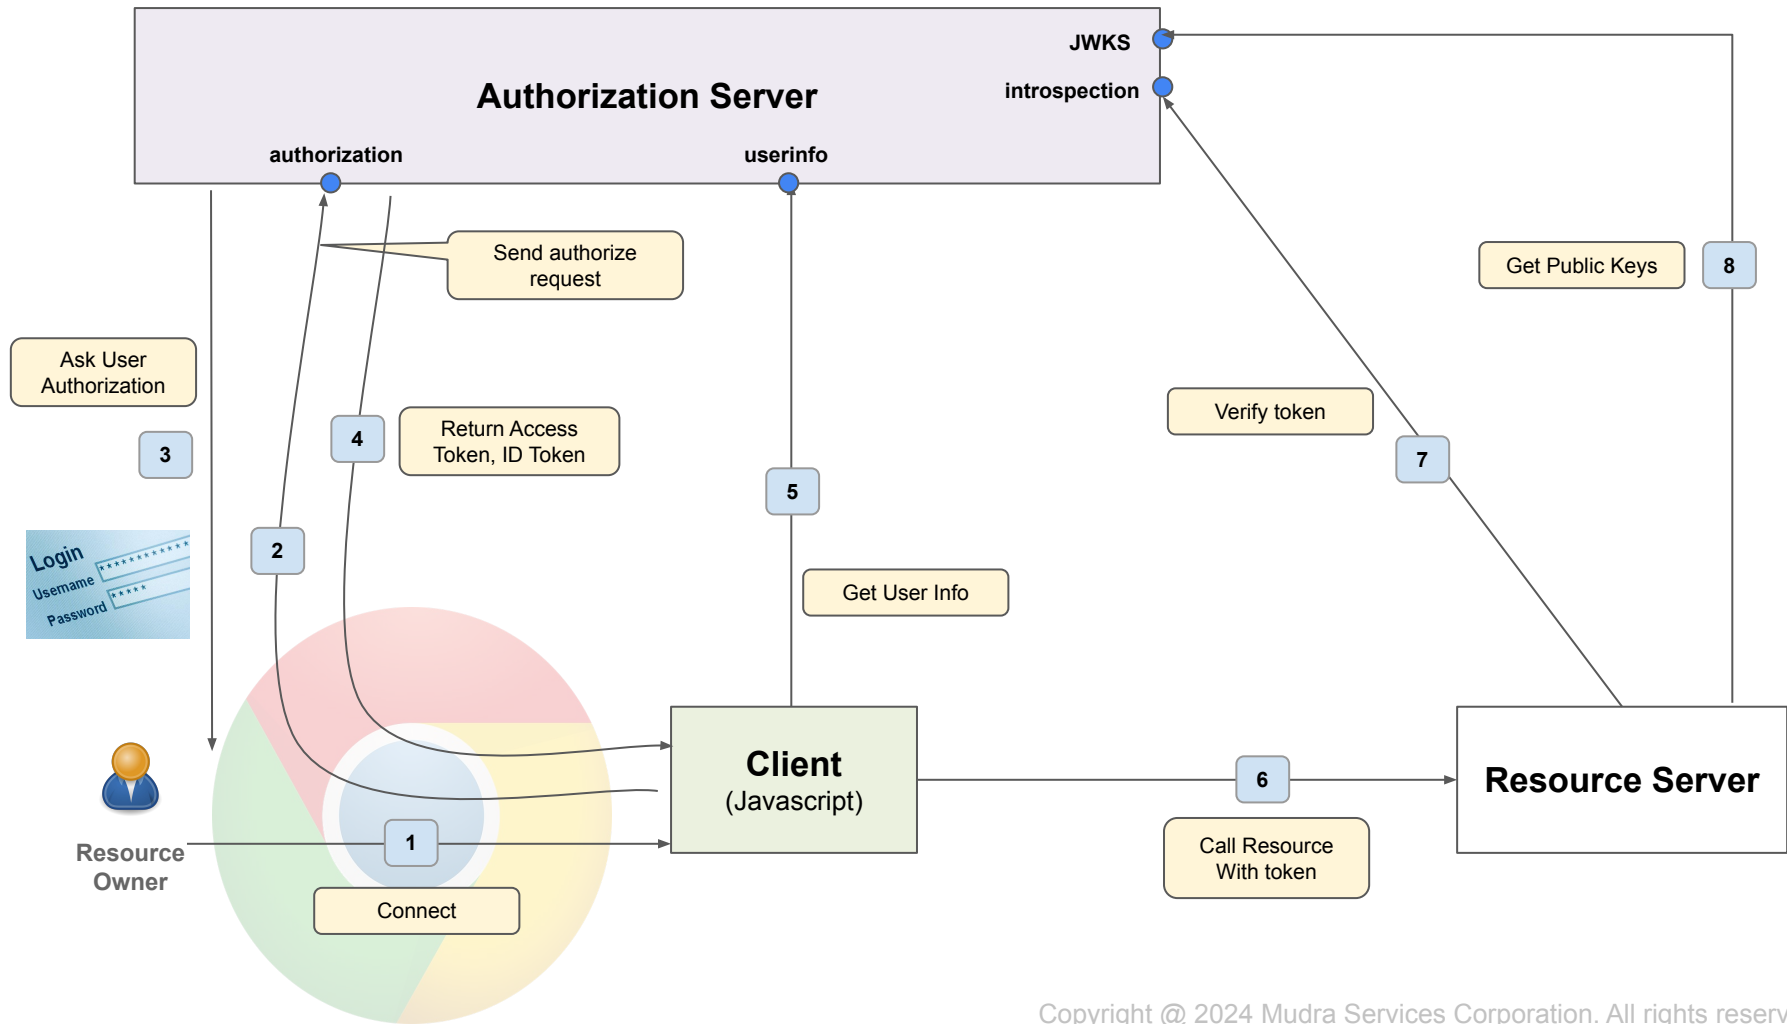 JWKS
Authorization Server
introspection
authorization
userinfo
Send authorize
request
Get Public Keys
8
Ask User
Authorization
Verify token
3
4
Return Access
Token, ID Token
7
5
2
Login
Username
***********
Password
*****
Get User Info
Client
(Javascript)
6
Resource Server
1
Resource
Owner
Call Resource
With token
Connect
Copyright @ 2024 Mudra Services Corporation. All rights reserv